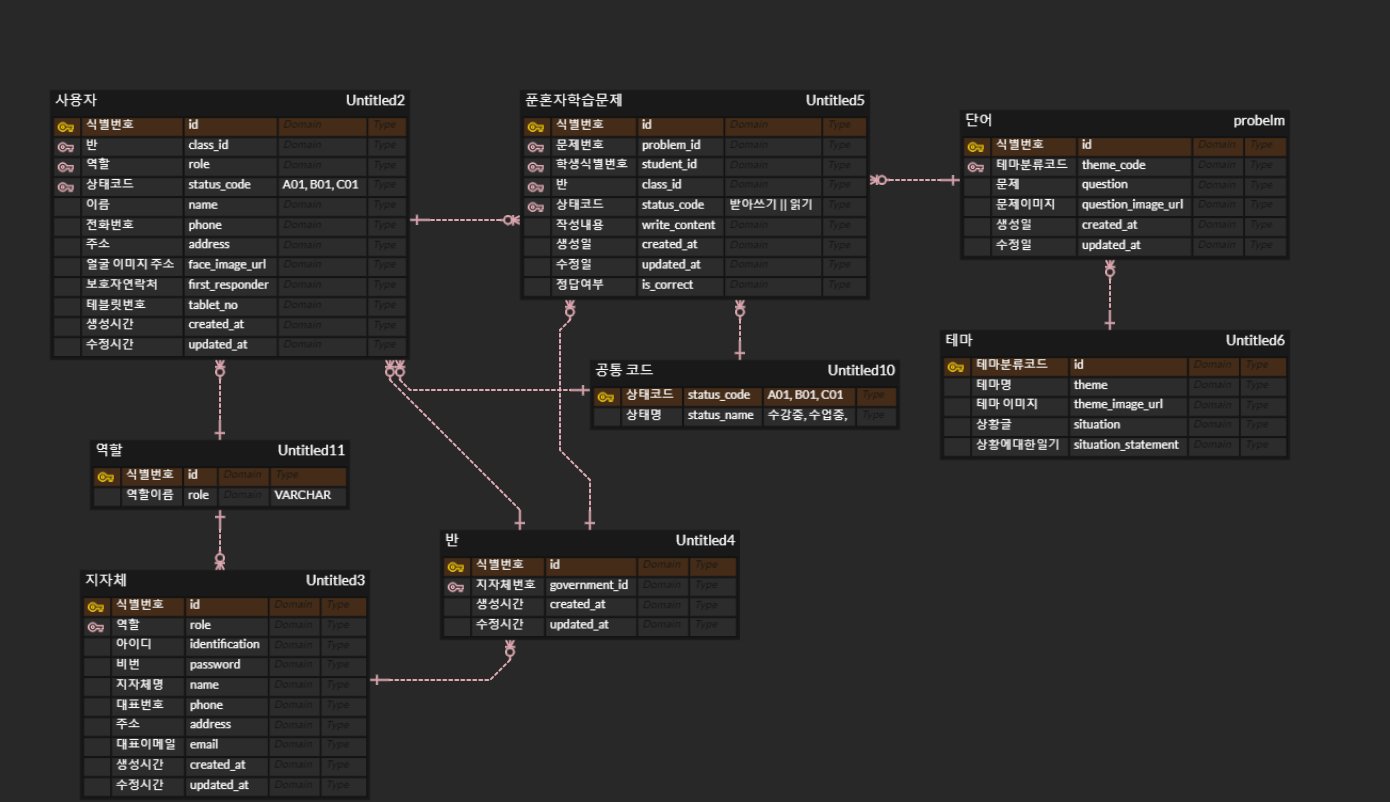 사용자 Untitled2
식별번호 id Domain Type
반 class_id Domain Type
역할 role Domain Type
상태코드 status_code A01, B01, C01 Type
이름 name Domain Type
전화번호 phone Domain Type
주소 address Domain Type
얼굴 이미지 주소 face_image_url Domain Type
보호자연락처 first_responder Domain Type
테블릿번호 tablet_no Domain Type
생성시간 created_at Domain Type
수정시간 updated_at Domain Type
푼혼자학습문제 Untitled5
식별번호 id Domain Type
문제번호 problem_id Domain Type
학생식별번호 student_id Domain Type
반 class_id Domain Type
상태코드 status_code 받아쓰기 || 읽기 Type
작성내용 write_content Domain Type
생성일 created_at Domain Type
수정일 updated_at Domain Type
정답여부 is_correct Domain Type
단어 probelm
식별번호 id Domain Type
테마분류코드 theme_code Domain Type
문제 question Domain Type
문제이미지 question_image_url Domain Type
생성일 created_at Domain Type
수정일 updated_at Domain Type
테마 Untitled6
테마분류코드 id Domain Type
테마명 theme Domain Type
테마 이미지 theme_image_url Domain Type
상황글 situation Domain Type
상황에대한일기 situation_statement Domain Type
공통 코드 Untitled10
상태코드 status_code A01, B01, C01 Type
상태명 status_name 수강중, 수업중, Type
역할 Untitled11
식별번호 id Domain Type
역할이름 role Domain VARCHAR
반 Untitled4
식별번호 id Domain Type
지자체번호 government_id Domain Type
생성시간 created_at Domain Type
수정시간 updated_at Domain Type
지자체 Untitled3
식별번호 id Domain Type
역할 role Domain Type
아이디 identification Domain Type
비번 password Domain Type
지자체명 name Domain Type
대표번호 phone Domain Type
주소 address Domain Type
대표이메일 email Domain Type
생성시간 created_at Domain Type
수정시간 updated_at Domain Type